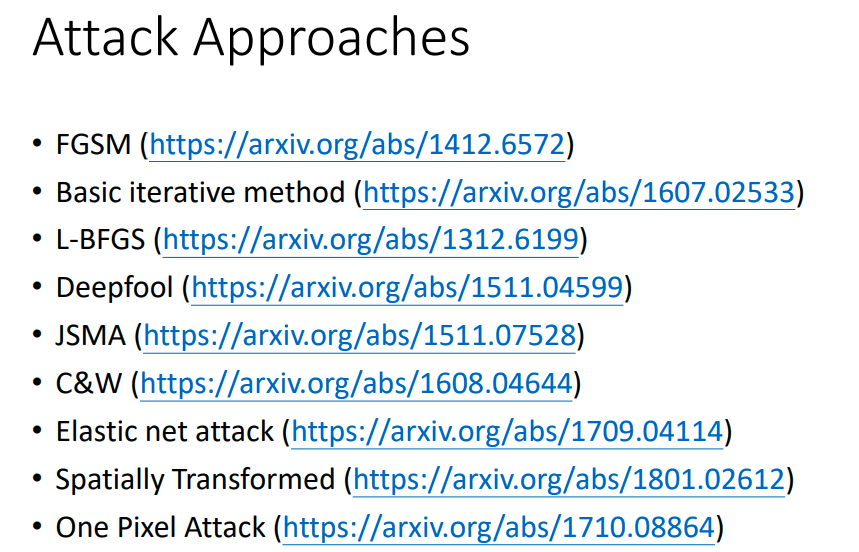 Attack Approaches
• FGSM (https://arxiv.org/abs/1412.6572)
• Basic iterative method (https://arxiv.org/abs/1607.02533)
• L-BFGS (https://arxiv.org/abs/1312.6199)
• Deepfool (https://arxiv.org/abs/1511.04599)
• JSMA (https://arxiv.org/abs/1511.07528)
• C&W (https://arxiv.org/abs/1608.04644)
• Elastic net attack (https://arxiv.org/abs/1709.04114)
• Spatially Transformed (https://arxiv.org/abs/1801.02612)
• One Pixel Attack (https://arxiv.org/abs/1710.08864)